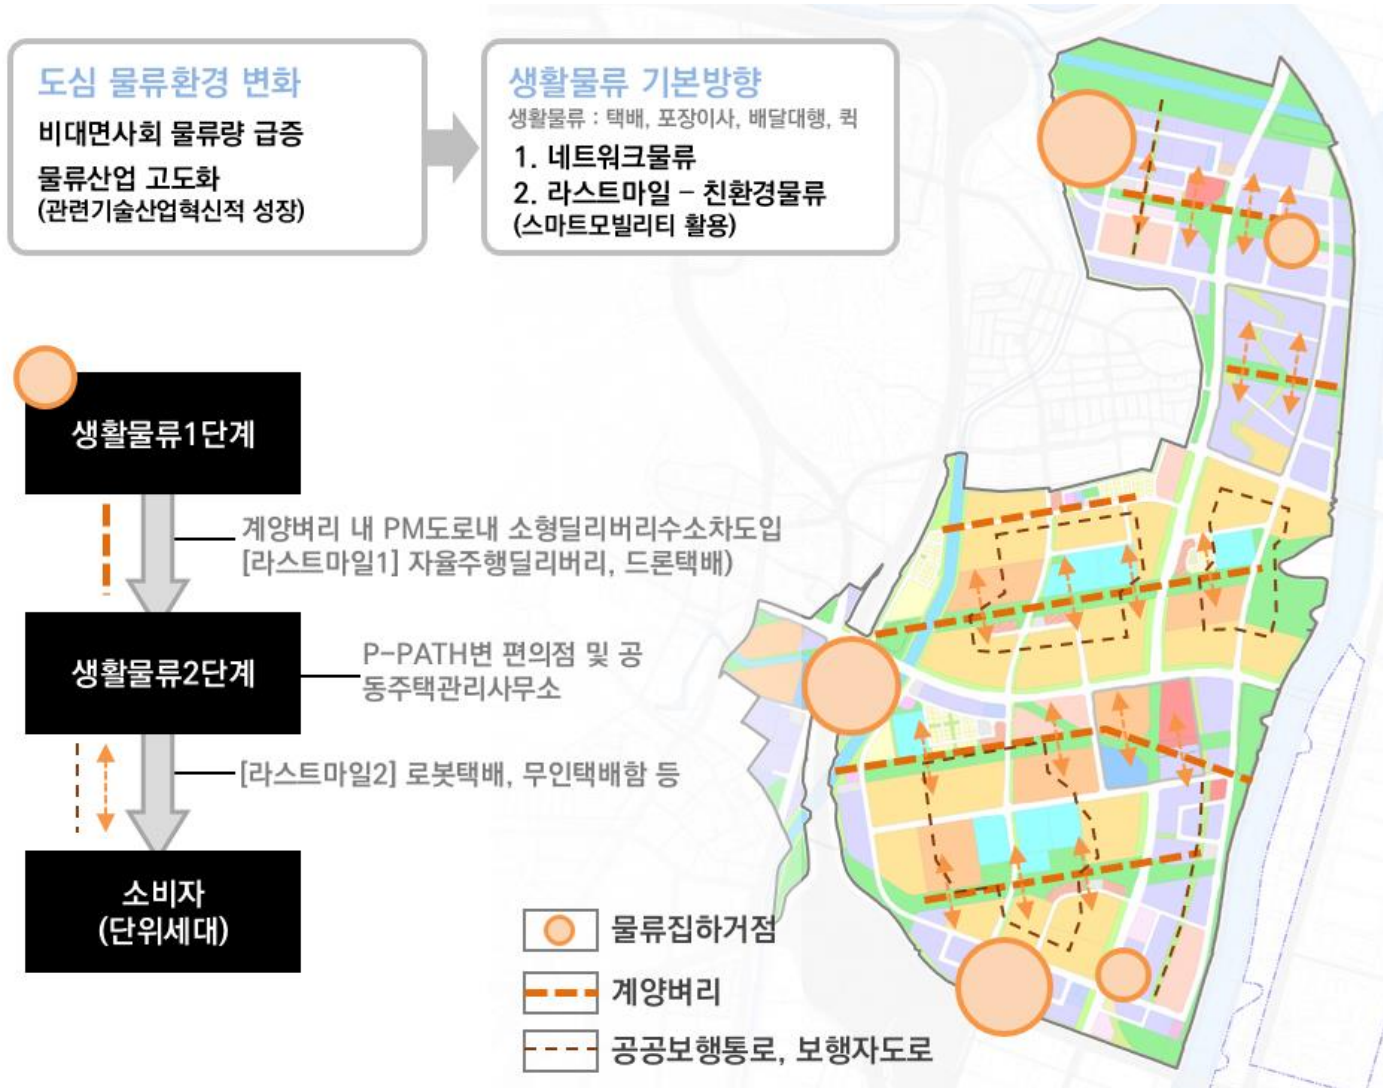 도심 물류환경 변화
비대면사회 물류량 급증
물류산업 고도화
(관련기술산업혁신적 성장)
생활물류 기본방향
생활물류 : 택배, 포장이사, 배달대행, 퀵
1. 네트워크물류
2. 라스트마일 – 친환경물류
(스마트모빌리티 활용)
생활물류1단계
계양벼리 내 PM도로내 소형딜리버리수소차도입
[라스트마일1] 자율주행딜리버리, 드론택배)
생활물류2단계
P-PATH변 편의점 및 공
동주택관리사무소
[라스트마일2] 로봇택배, 무인택배함 등
소비자
(단위세대)
물류집하거점
계양벼리
공공보행통로, 보행자도로